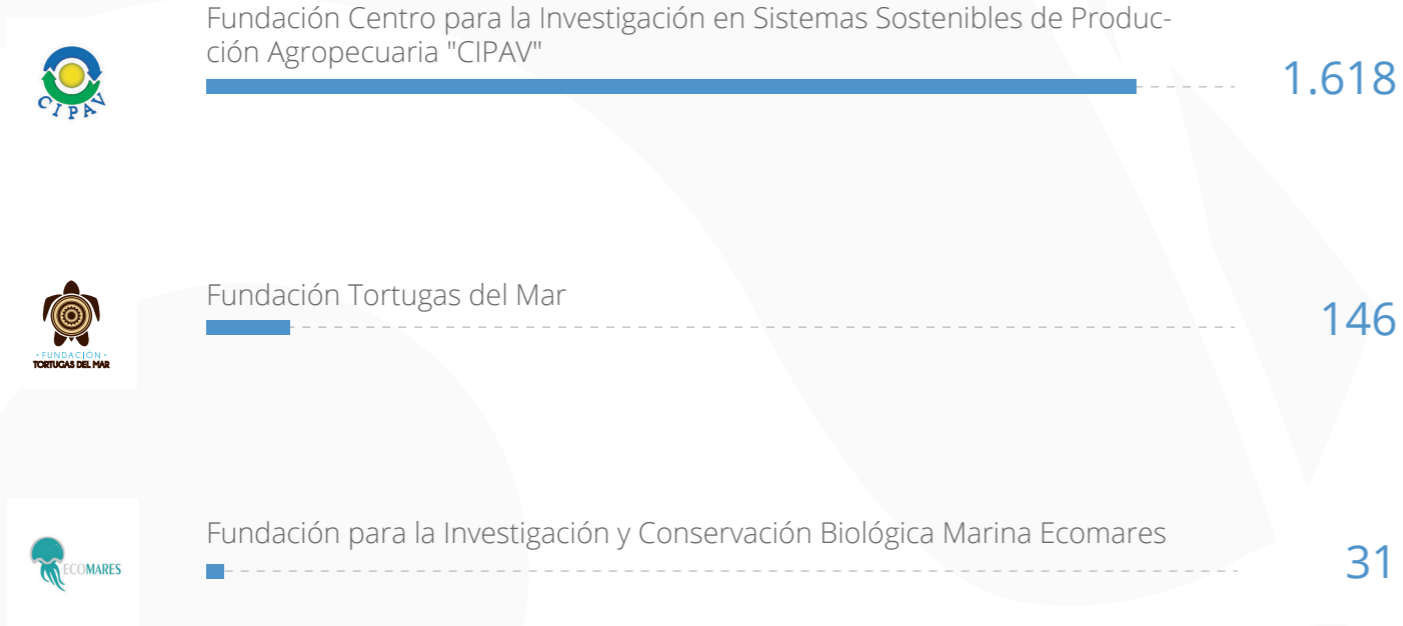 Fundación Centro para la Investigación en Sistemas Sostenibles de Produc-
ción Agropecuaria "CIPAV"
1.618
CIPAV
Fundación Tortugas del Mar
146
· FUNDACIÓN ·
TORTUGAS DEL MAR
Fundación para la Investigación y Conservación Biológica Marina Ecomares
31
ECOMARES